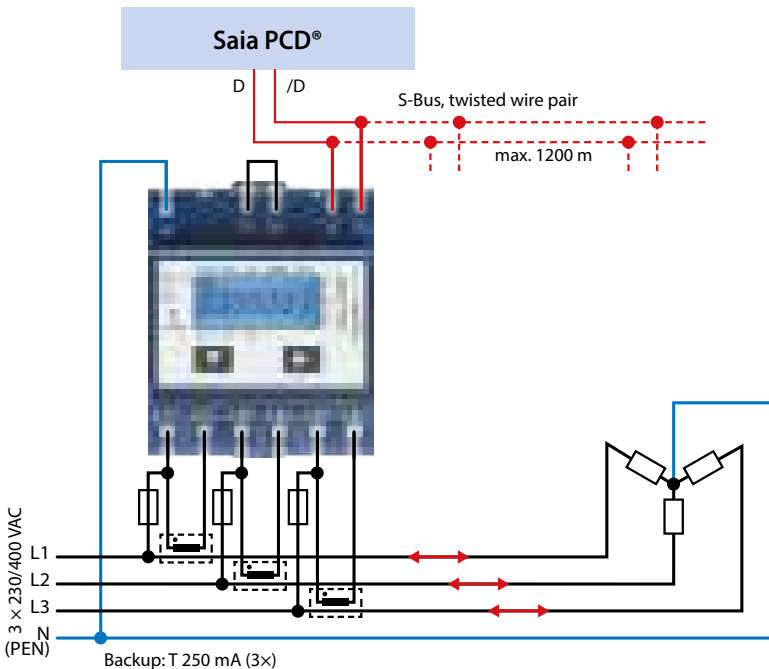 Saia PCD®
D
/D
S-Bus, twisted wire pair
max. 1200 m
3 × 230/400 VAC
L1
L2
L3
N
(PEN)
Backup: T 250 mA (3×)